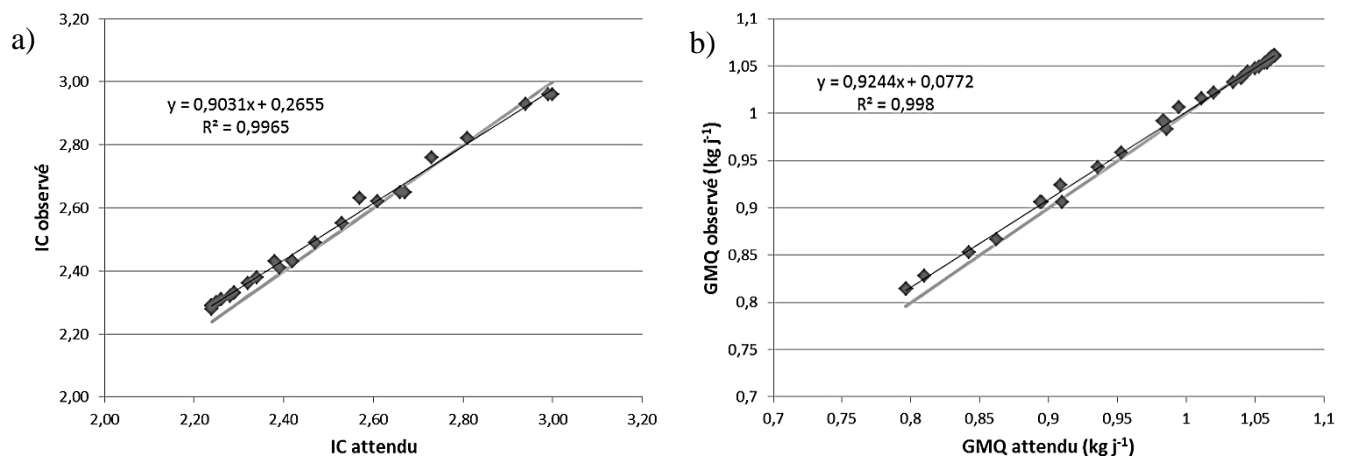 a)
3,20
3,00
2,80
2,60
2,40
2,20
2,00
IC observé
y = 0,9031x + 0,2655
R² = 0,9965
2,00 2,20 2,40 2,60 2,80 3,00 3,20
IC attendu
b)
1,1
1,05
1
0,95
0,9
0,85
0,8
0,75
0,7
GMQ observé (kg j⁻¹)
y = 0,9244x + 0,0772
R² = 0,998
0,7 0,75 0,8 0,85 0,9 0,95 1 1,05 1,1
GMQ attendu (kg j⁻¹)